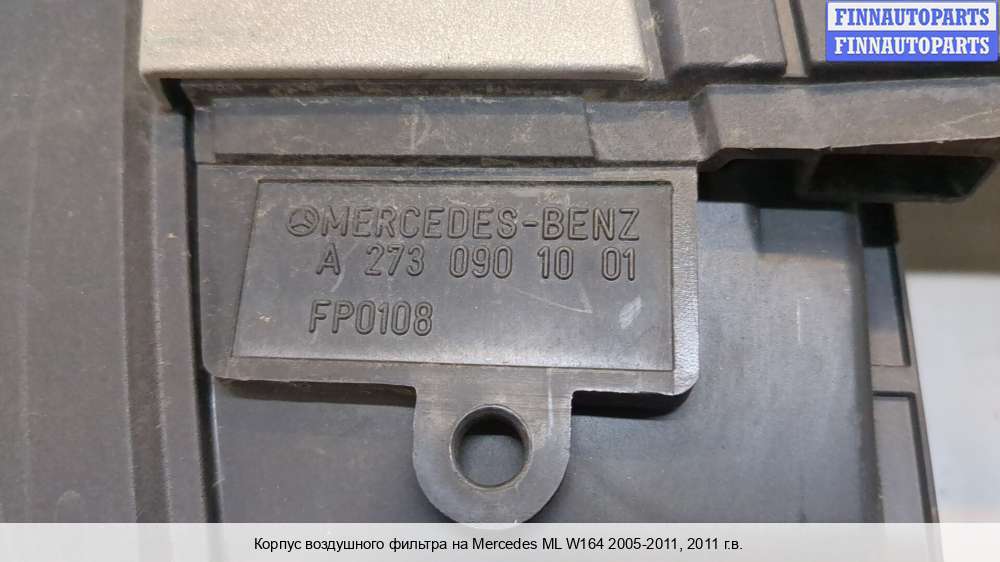 FINNAUTOPARTS
FINNAUTOPARTS
MERCEDES-BENZ
A 273 090 10 01
FP0108
Корпус воздушного фильтра на Mercedes ML W164 2005-2011, 2011 г.в.